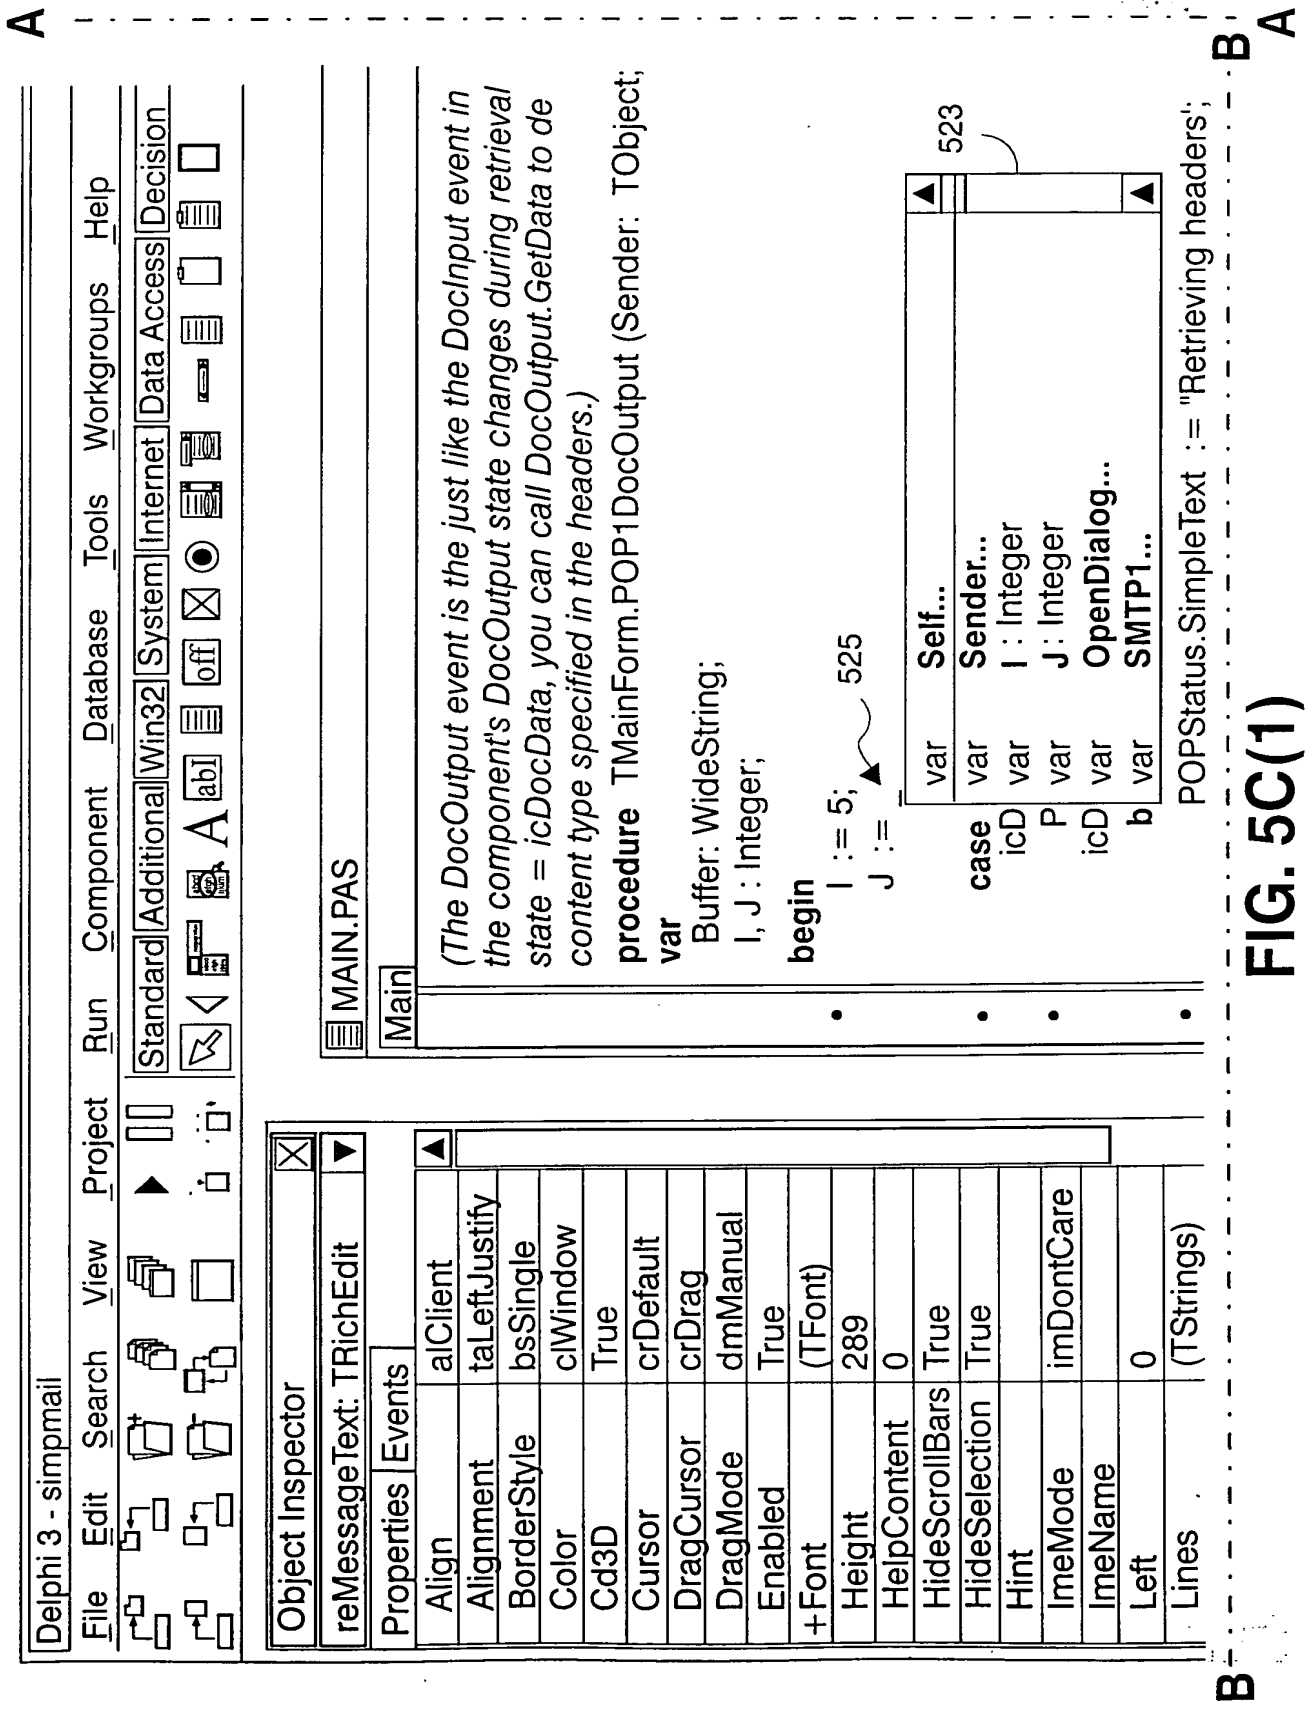 A
A
Delphi 3 - simpmail
File Edit Search View Project Run Component Database Tools Workgroups Help
Standard Additional Win32 System Internet Data Access Decision
A abI off
Object Inspector
reMessageText: TRichEdit
Properties Events
Align alClient
Alignment taLeftJustify
BorderStyle bsSingle
Color clWindow
Cd3D True
Cursor crDefault
DragCursor crDrag
DragMode dmManual
Enabled True
+Font (TFont)
Height 289
HelpContent 0
HideScrollBars True
HideSelection True
Hint
ImeMode imDontCare
ImeName
Left 0
Lines (TStrings)
MAIN.PAS
Main
(The DocOutput event is the just like the DocInput event in
the component's DocOutput state changes during retrieval
state = icDocData, you can call DocOutput.GetData to de
content type specified in the headers.)
procedure TMainForm.POP1DocOutput (Sender: TObject;
var
Buffer: WideString;
I, J : Integer;
begin
I := 5;
J := _
525
523
var Self...
case var Sender...
icD var I : Integer
P var J : Integer
icD var OpenDialog...
b var SMTP1...
POPStatus.SimpleText := "Retrieving headers';
B
B
FIG. 5C(1)